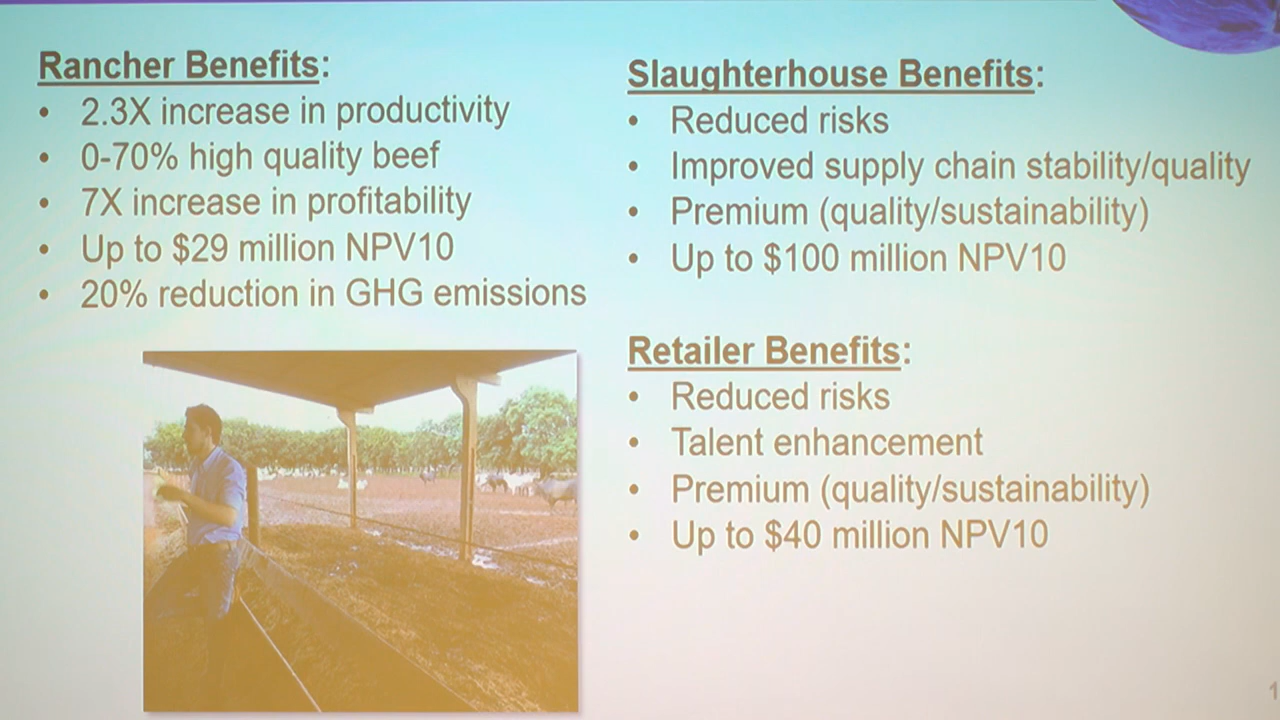 Rancher Benefits:
• 2.3X increase in productivity
• 0-70% high quality beef
• 7X increase in profitability
• Up to $29 million NPV10
• 20% reduction in GHG emissions
Slaughterhouse Benefits:
• Reduced risks
• Improved supply chain stability/quality
• Premium (quality/sustainability)
• Up to $100 million NPV10
Retailer Benefits:
• Reduced risks
• Talent enhancement
• Premium (quality/sustainability)
• Up to $40 million NPV10